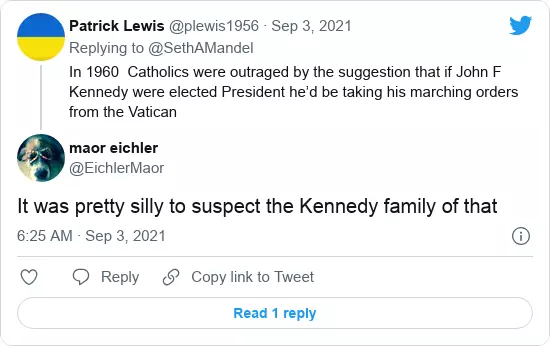 Patrick Lewis @plewis1956 · Sep 3, 2021
Replying to @SethAMandel
In 1960  Catholics were outraged by the suggestion that if John F
Kennedy were elected President he’d be taking his marching orders
from the Vatican
maor eichler
@EichlerMaor
It was pretty silly to suspect the Kennedy family of that
6:25 AM · Sep 3, 2021
Reply
Copy link to Tweet
Read 1 reply